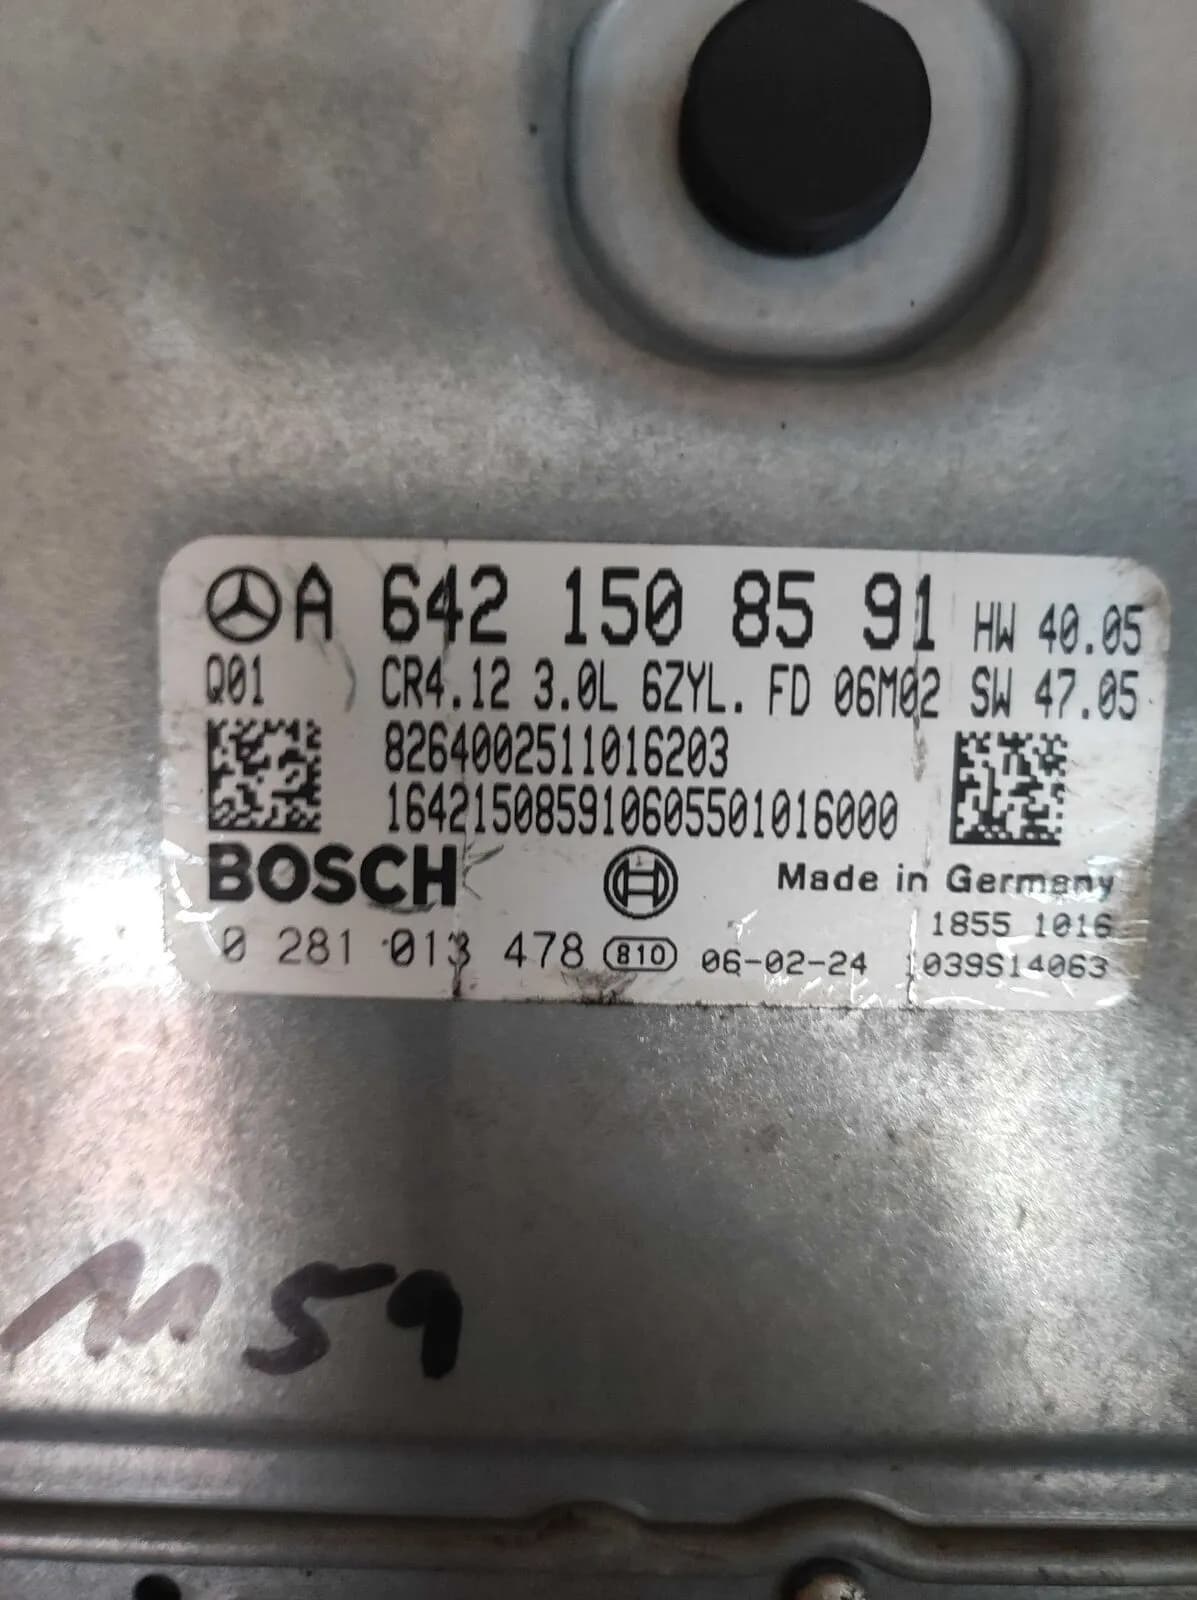 A 642 150 85 91 HW 40.05
Q01 CR4.12 3.0L 6ZYL. FD 06M02 SW 47.05
8264002511016203
164215085910605501016000
BOSCH Made in Germany
1855 1016
0 281 013 478 810 06-02-24 1039S14063
M59